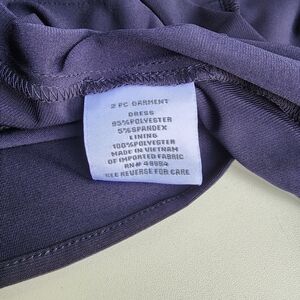 2 PC GARMENT
DRESS
95%POLYESTER
5%SPANDEX
LINING
100%POLYESTER
MADE IN VIETNAM
OF IMPORTED FABRIC
RN# 48984
SEE REVERSE FOR CARE